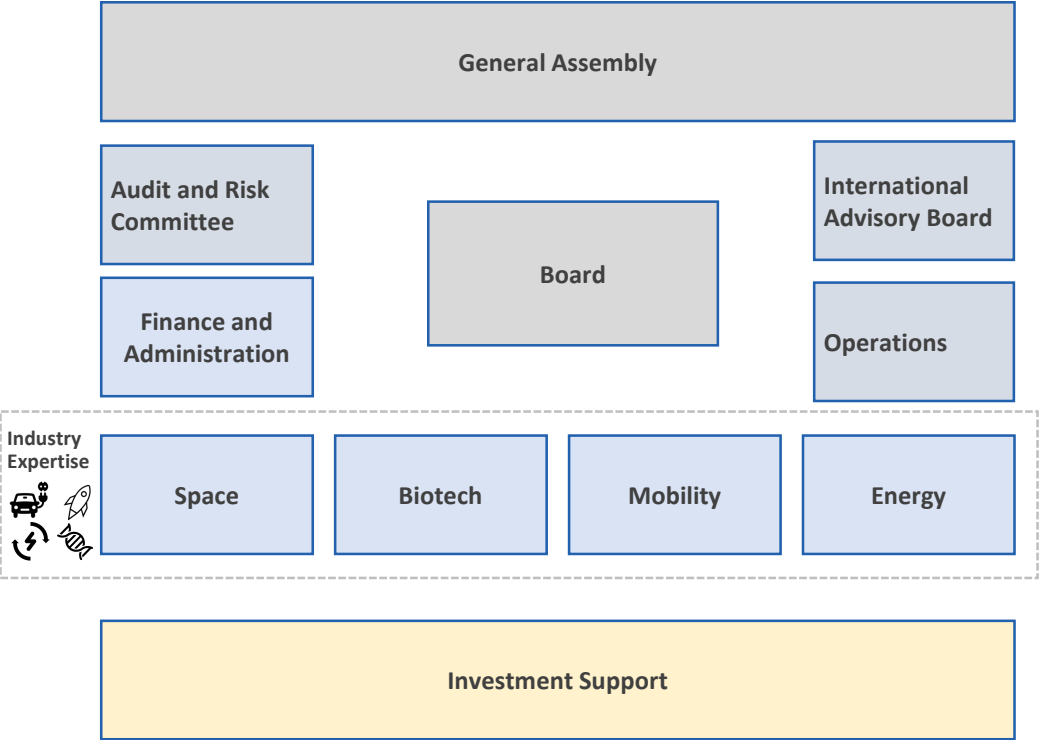 General Assembly
Audit and Risk
Committee
International
Advisory Board
Board
Finance and
Administration
Operations
Industry
Expertise
Space
Biotech
Mobility
Energy
Investment Support